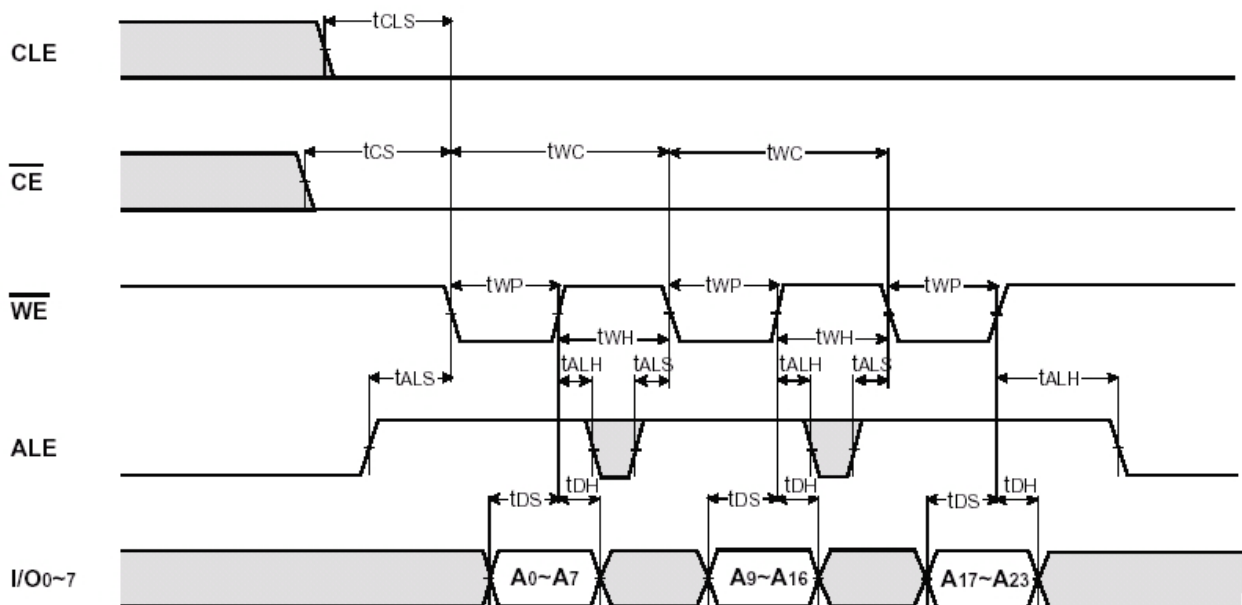 CLE
tCLS
CE
tCS tWC tWC
WE
tWP tWP tWP
tWH tWH
tALS tALH tALS tALH tALS tALH
ALE
tDS tDH tDS tDH tDS tDH
I/O0~7 A0~A7 A9~A16 A17~A23